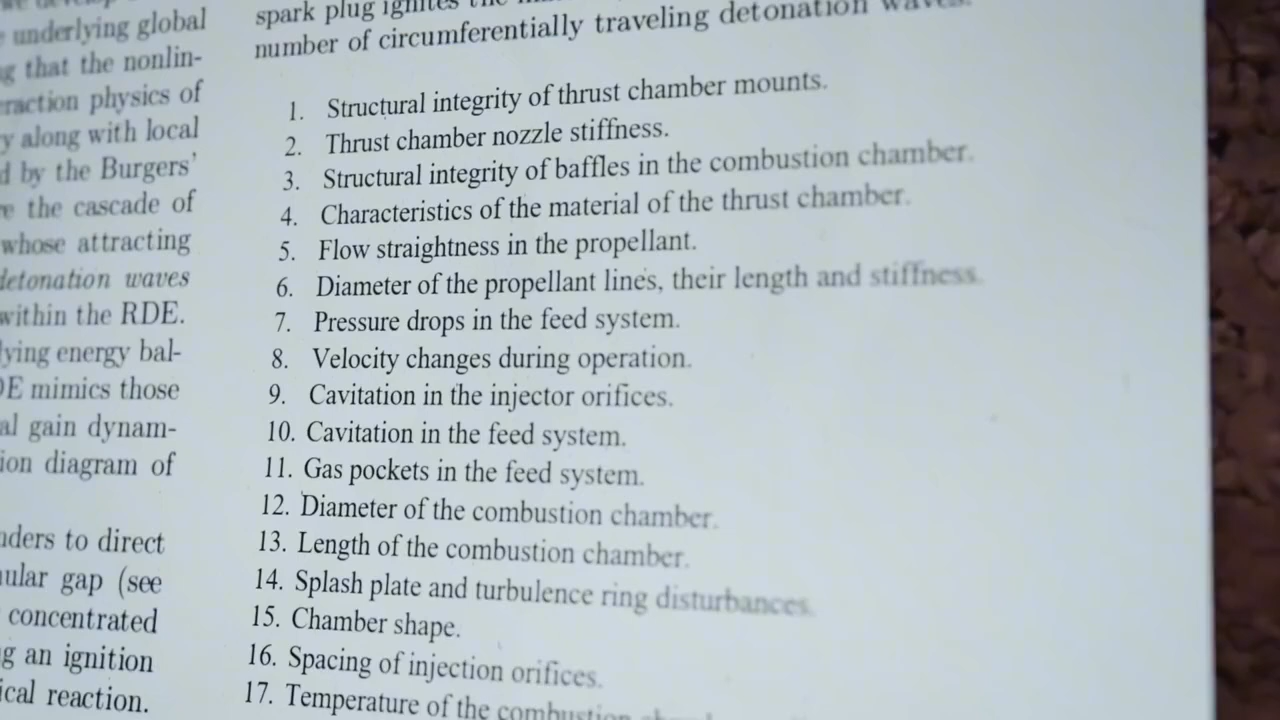 underlying global
that the nonlin-
raction physics of
y along with local
d by the Burgers'
the cascade of
whose attracting
detonation waves
within the RDE.
lying energy bal-
DE mimics those
al gain dynam-
ion diagram of
nders to direct
nular gap (see
concentrated
g an ignition
ical reaction.
spark plug ignites the
number of circumferentially traveling detonation waves.
1. Structural integrity of thrust chamber mounts.
2. Thrust chamber nozzle stiffness.
3. Structural integrity of baffles in the combustion chamber.
4. Characteristics of the material of the thrust chamber.
5. Flow straightness in the propellant.
6. Diameter of the propellant lines, their length and stiffness.
7. Pressure drops in the feed system.
8. Velocity changes during operation.
9. Cavitation in the injector orifices.
10. Cavitation in the feed system.
11. Gas pockets in the feed system.
12. Diameter of the combustion chamber.
13. Length of the combustion chamber.
14. Splash plate and turbulence ring disturbances.
15. Chamber shape.
16. Spacing of injection orifices.
17. Temperature of the combustion